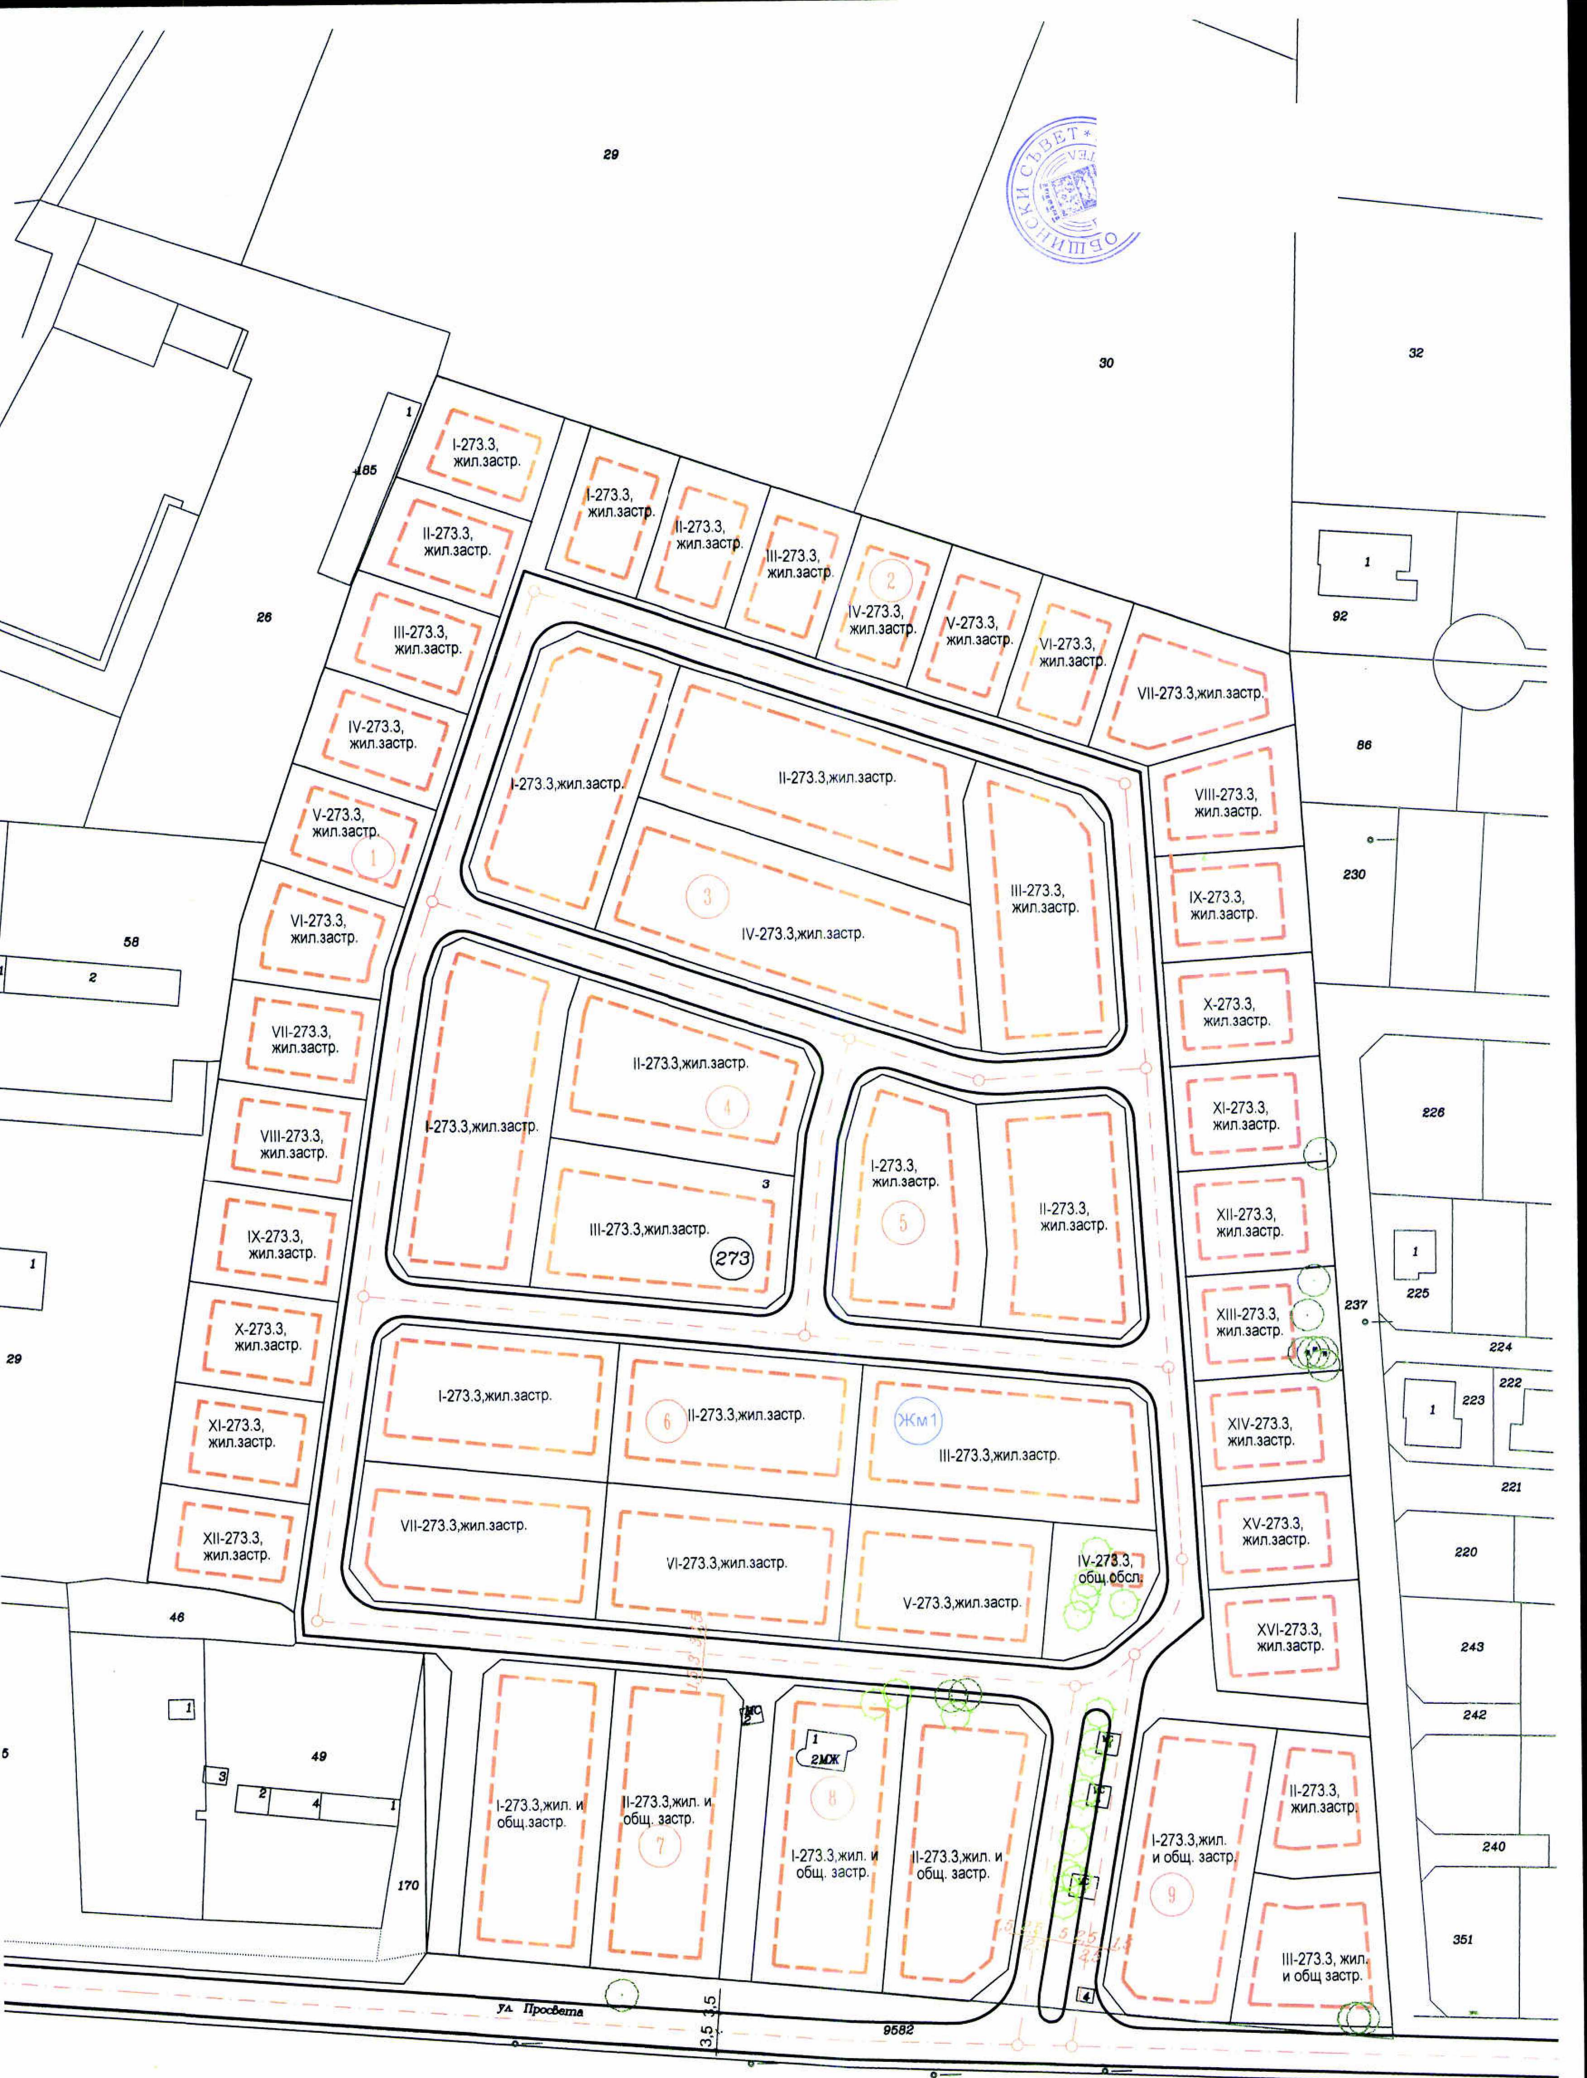 ОБЩИНСКИ СЪВЕТ *
29
30
32
1
185
I-273.3,
жил.застр.
II-273.3,
жил.застр.
III-273.3,
жил.застр.
IV-273.3,
жил.застр.
V-273.3,
жил.застр.
1
VI-273.3,
жил.застр.
VII-273.3,
жил.застр.
VIII-273.3,
жил.застр.
IX-273.3,
жил.застр.
X-273.3,
жил.застр.
XI-273.3,
жил.застр.
XII-273.3,
жил.застр.
I-273.3,
жил.застр.
II-273.3,
жил.застр.
III-273.3,
жил.застр.
2
IV-273.3,
жил.застр.
V-273.3,
жил.застр.
VI-273.3,
жил.застр.
VII-273.3,жил.застр.
VIII-273.3,
жил.застр.
IX-273.3,
жил.застр.
X-273.3,
жил.застр.
XI-273.3,
жил.застр.
XII-273.3,
жил.застр.
XIII-273.3,
жил.застр.
XIV-273.3,
жил.застр.
XV-273.3,
жил.застр.
XVI-273.3,
жил.застр.
I-273.3,жил.застр.
II-273.3,жил.застр.
III-273.3,
жил.застр.
3
IV-273.3,жил.застр.
I-273.3,жил.застр.
II-273.3,жил.застр.
4
3
III-273.3,жил.застр.
273
I-273.3,
жил.застр.
5
II-273.3,
жил.застр.
I-273.3,жил.застр.
6
II-273.3,жил.застр.
Жм1
III-273.3,жил.застр.
VII-273.3,жил.застр.
VI-273.3,жил.застр.
V-273.3,жил.застр.
IV-273.3,
общ.обсл.
I-273.3,жил. и
общ.застр.
II-273.3,жил. и
общ. застр.
7
1
2МЖ
8
I-273.3,жил. и
общ. застр.
II-273.3,жил. и
общ. застр.
I-273.3,жил.
и общ. застр.
9
II-273.3,
жил.застр.
III-273.3, жил.
и общ застр.
26
58
2
1
29
46
1
49
3
2
4
1
170
5
1
92
86
230
226
1
225
237
224
222
223
1
221
220
243
242
240
351
4
ул. Просвета
3.5 3.5
9582